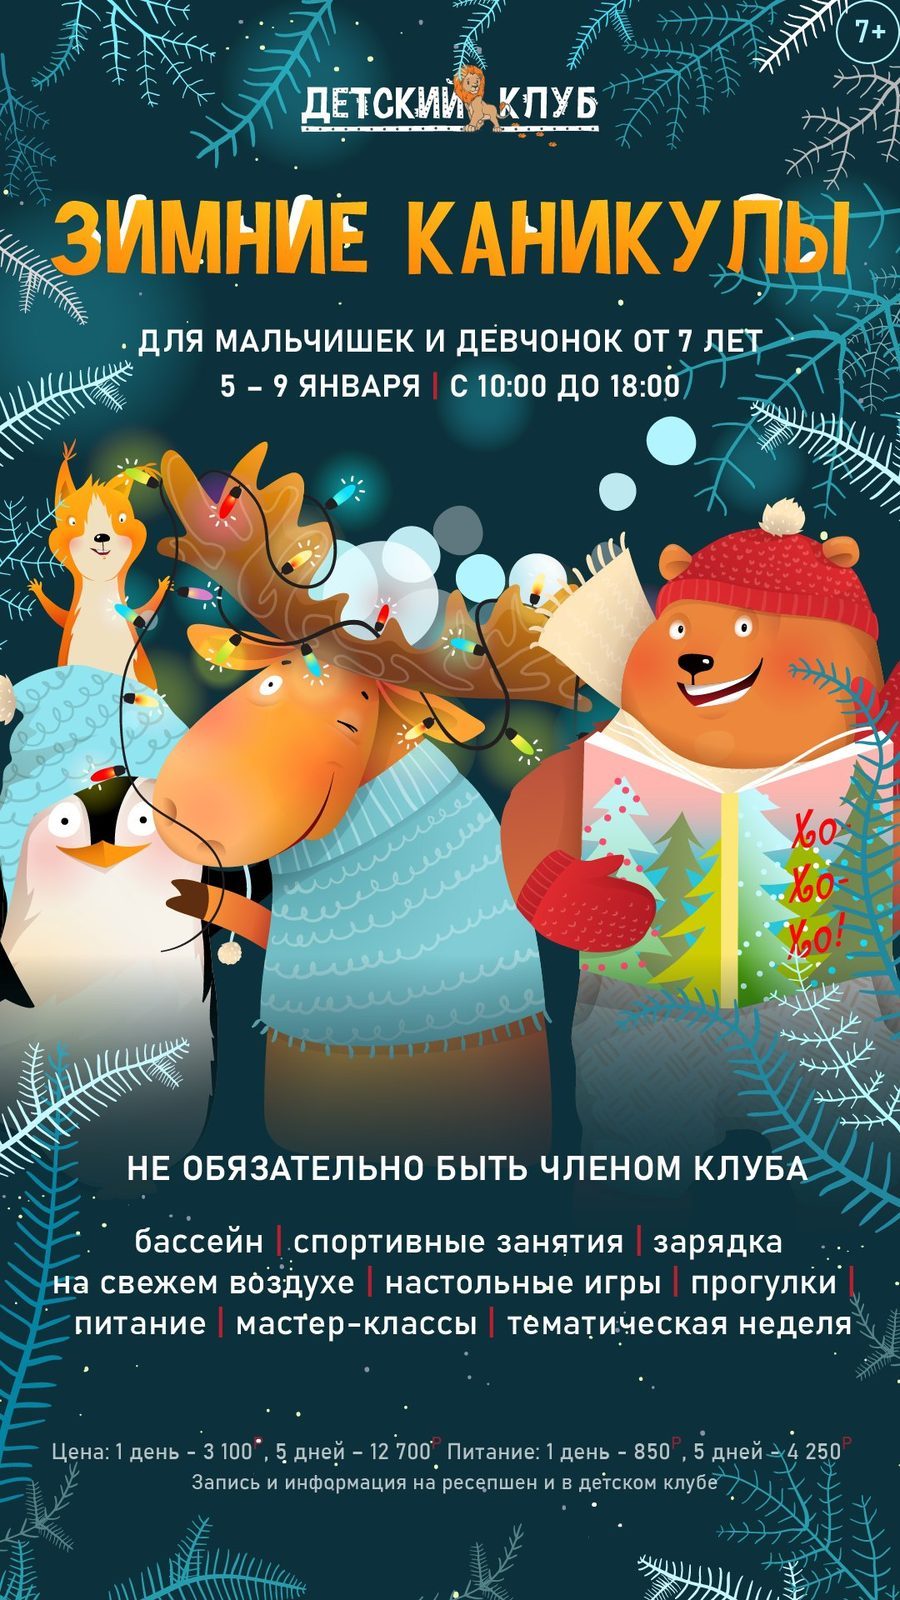 7+
ДЕТСКИЙ КЛУБ
ЗИМНИЕ КАНИКУЛЫ
ДЛЯ МАЛЬЧИШЕК И ДЕВЧОНОК ОТ 7 ЛЕТ
5 – 9 ЯНВАРЯ | С 10:00 ДО 18:00
Хо-
Хо-
Хо!
НЕ ОБЯЗАТЕЛЬНО БЫТЬ ЧЛЕНОМ КЛУБА
бассейн | спортивные занятия | зарядка
на свежем воздухе | настольные игры | прогулки |
питание | мастер-классы | тематическая неделя
Цена: 1 день - 3 100₽, 5 дней – 12 700₽ Питание: 1 день - 850₽, 5 дней – 4 250₽
Запись и информация на ресепшен и в детском клубе